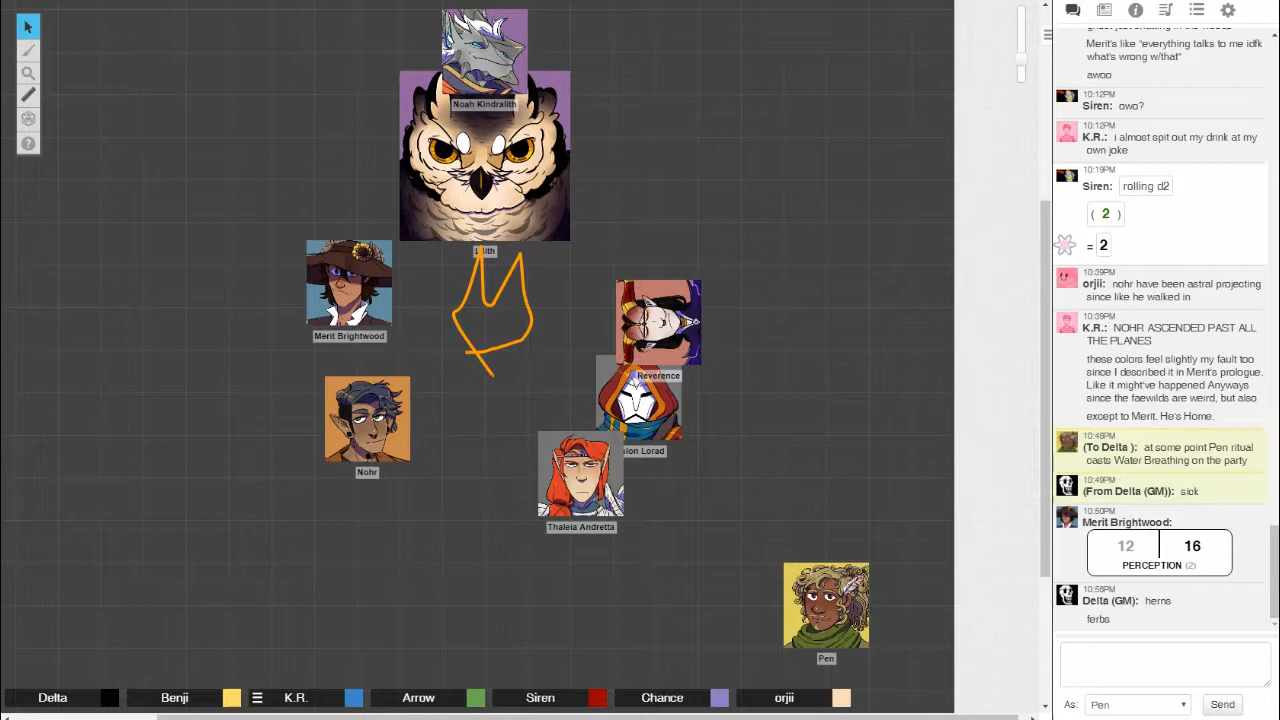 Noah Kindralith
Merit Brightwood
Nohr
Reverence
sion Lorad
Thaleia Andretta
Pen
Delta
Benji
K.R.
Arrow
Siren
Chance
orjii
Merit's like "everything talks to me idfk
what's wrong w/that"
awoo
10:12PM
Siren: owo?
10:12PM
K.R.: i almost spit out my drink at my
own joke
10:19PM
Siren: rolling d2
( 2 )
= 2
10:39PM
orjii: nohr have been astral projecting
since like he walked in
10:39PM
K.R.: NOHR ASCENDED PAST ALL
THE PLANES
these colors feel slightly my fault too
since I described it in Merit's prologue.
Like it might've happened Anyways
since the faewilds are weird, but also
except to Merit. He's Home.
10:48PM
(To Delta ): at some point Pen ritual
casts Water Breathing on the party
10:49PM
(From Delta (GM)): sick
10:50PM
Merit Brightwood:
12 16
PERCEPTION (2)
10:58PM
Delta (GM): herns
ferbs
As: Pen Send